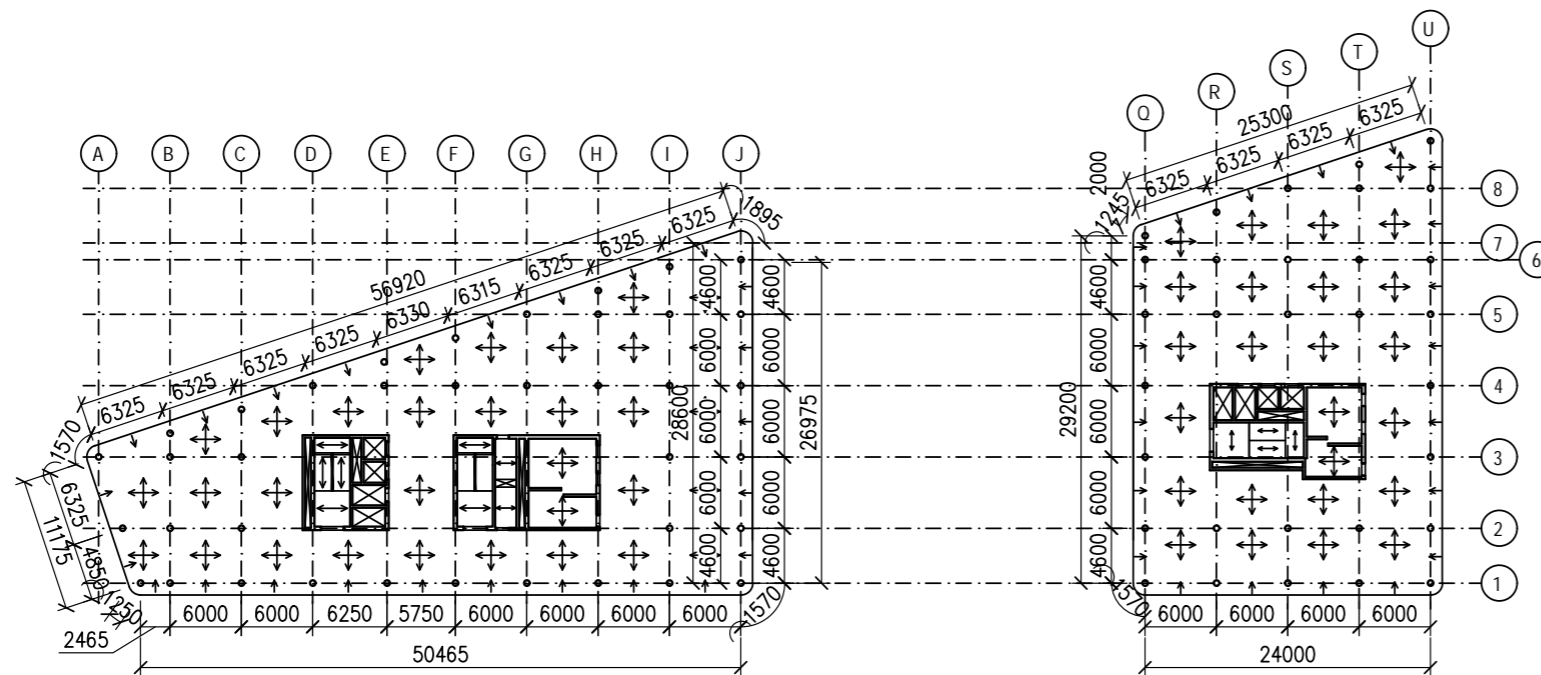 U
T
S
R
Q
A B C D E F G H I J
25300
6325 6325 6325 6325
2000
1245
8
7
6
5
4
3
2
1
56920
1895
6325 6325 6325 6325 6330 6315 6325 6325 6325
1570
6325
4850
11175
1250
4600 6000 6000 6000 4600
28600
4600 6000 6000 6000 4600
26975
4600 6000 6000 6000 4600
29200
1570
1570
2465
6000 6000 6250 5750 6000 6000 6000 6000
50465
6000 6000 6000 6000
24000